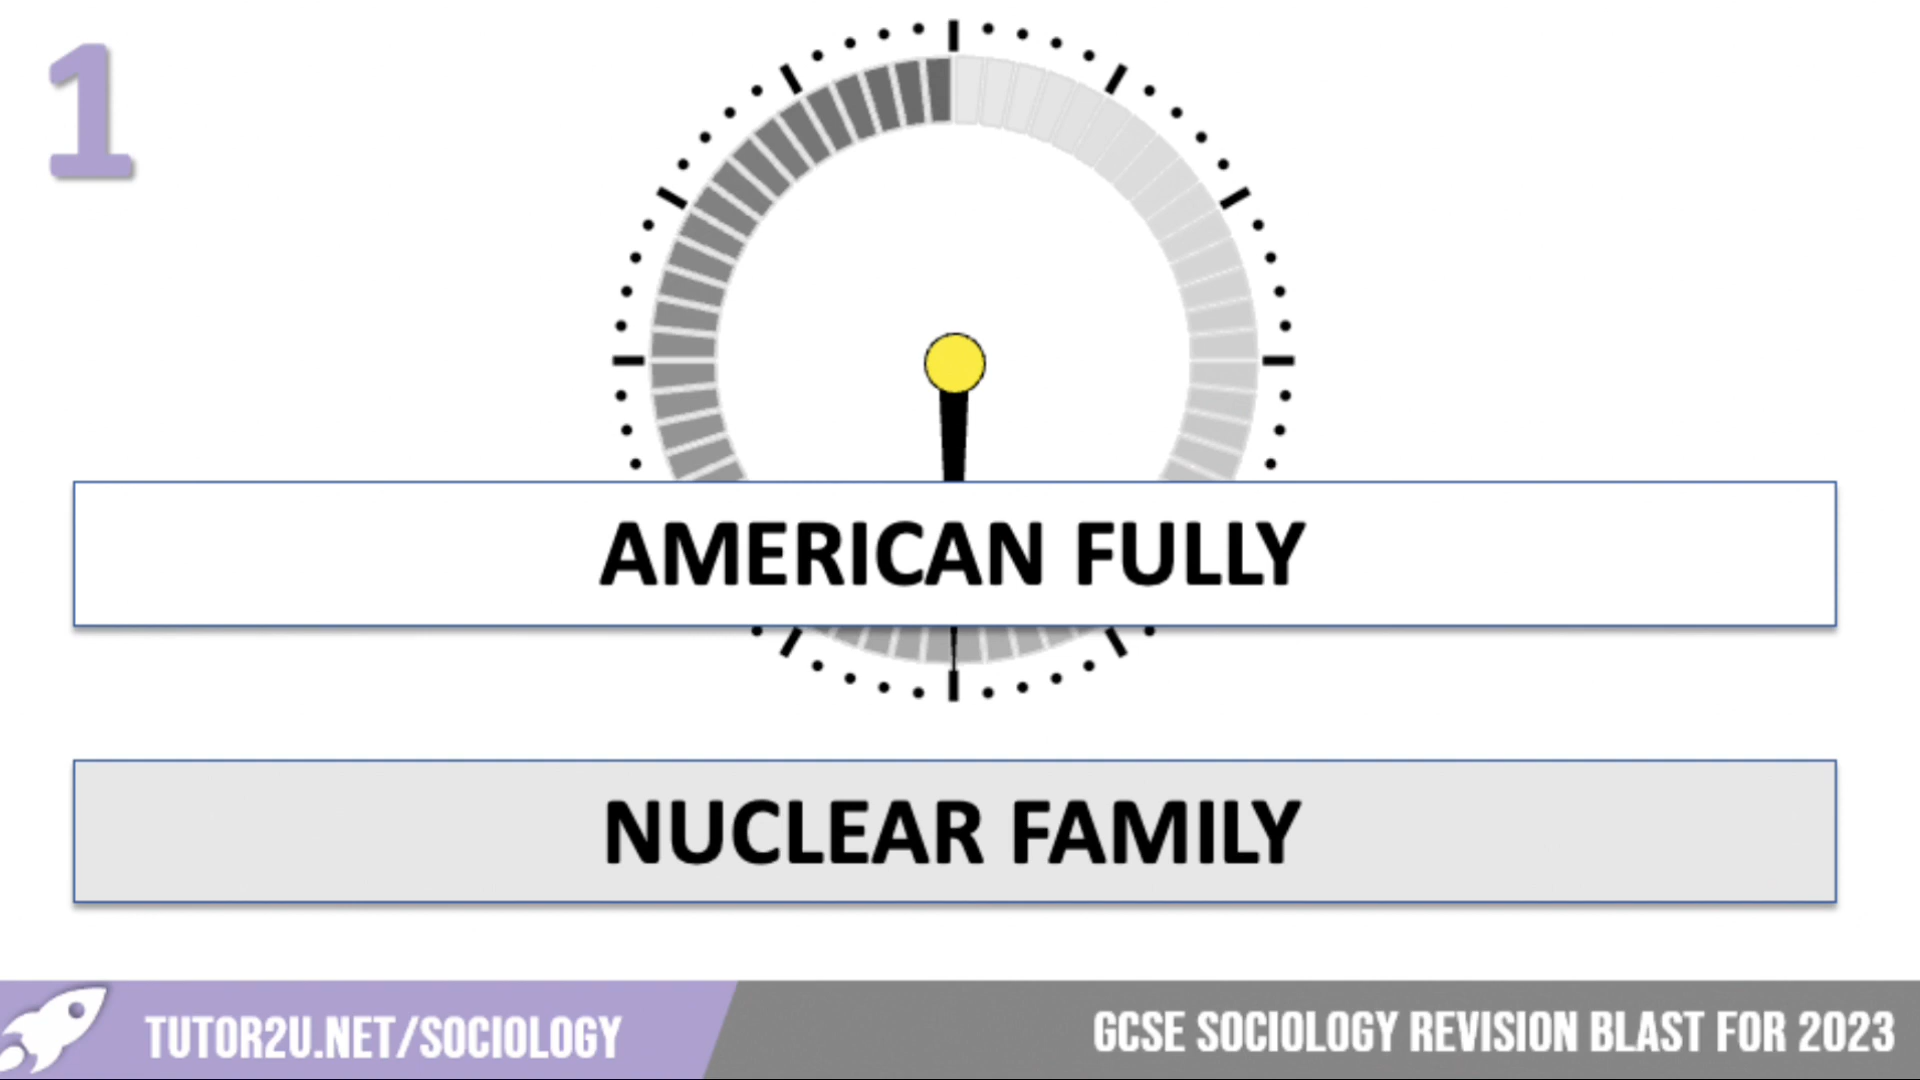 1
AMERICAN FULLY
NUCLEAR FAMILY
TUTOR2U.NET/SOCIOLOGY
GCSE SOCIOLOGY REVISION BLAST FOR 2023